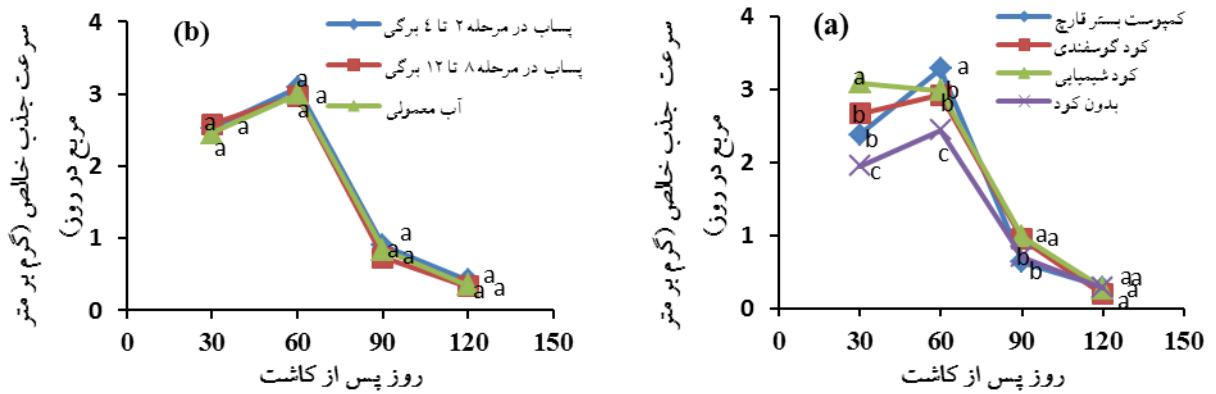 (b)
پساب در مرحله ۲ تا ٤ برگی
پساب در مرحله ۸ تا ۱۲ برگی
آب معمولی
سرعت جذب خالص (گرم بر متر
مربع در روز)
4
3
2
1
0
a
a
a
a
a
a
a
a
a
a
a
a
0 30 60 90 120 150
روز پس از کاشت
(a)
کمپوست بستر قارچ
کود گوسفندی
کود شیمیایی
بدون کود
سرعت جذب خالص (گرم بر متر
مربع در روز)
4
3
2
1
0
a
b
b
c
a
b
b
c
a
a
b
b
a
a
a
a
0 30 60 90 120 150
روز پس از کاشت